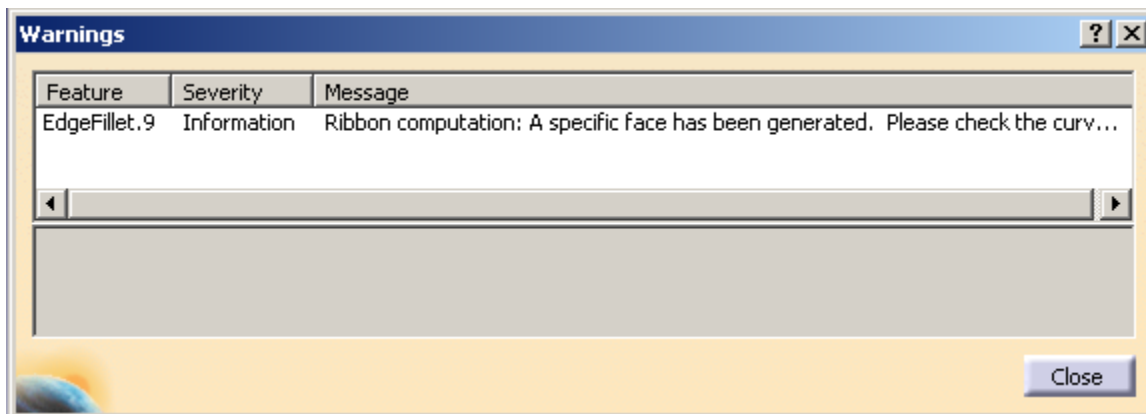 Warnings
Feature Severity Message
EdgeFillet.9 Information Ribbon computation: A specific face has been generated. Please check the curv...
Close